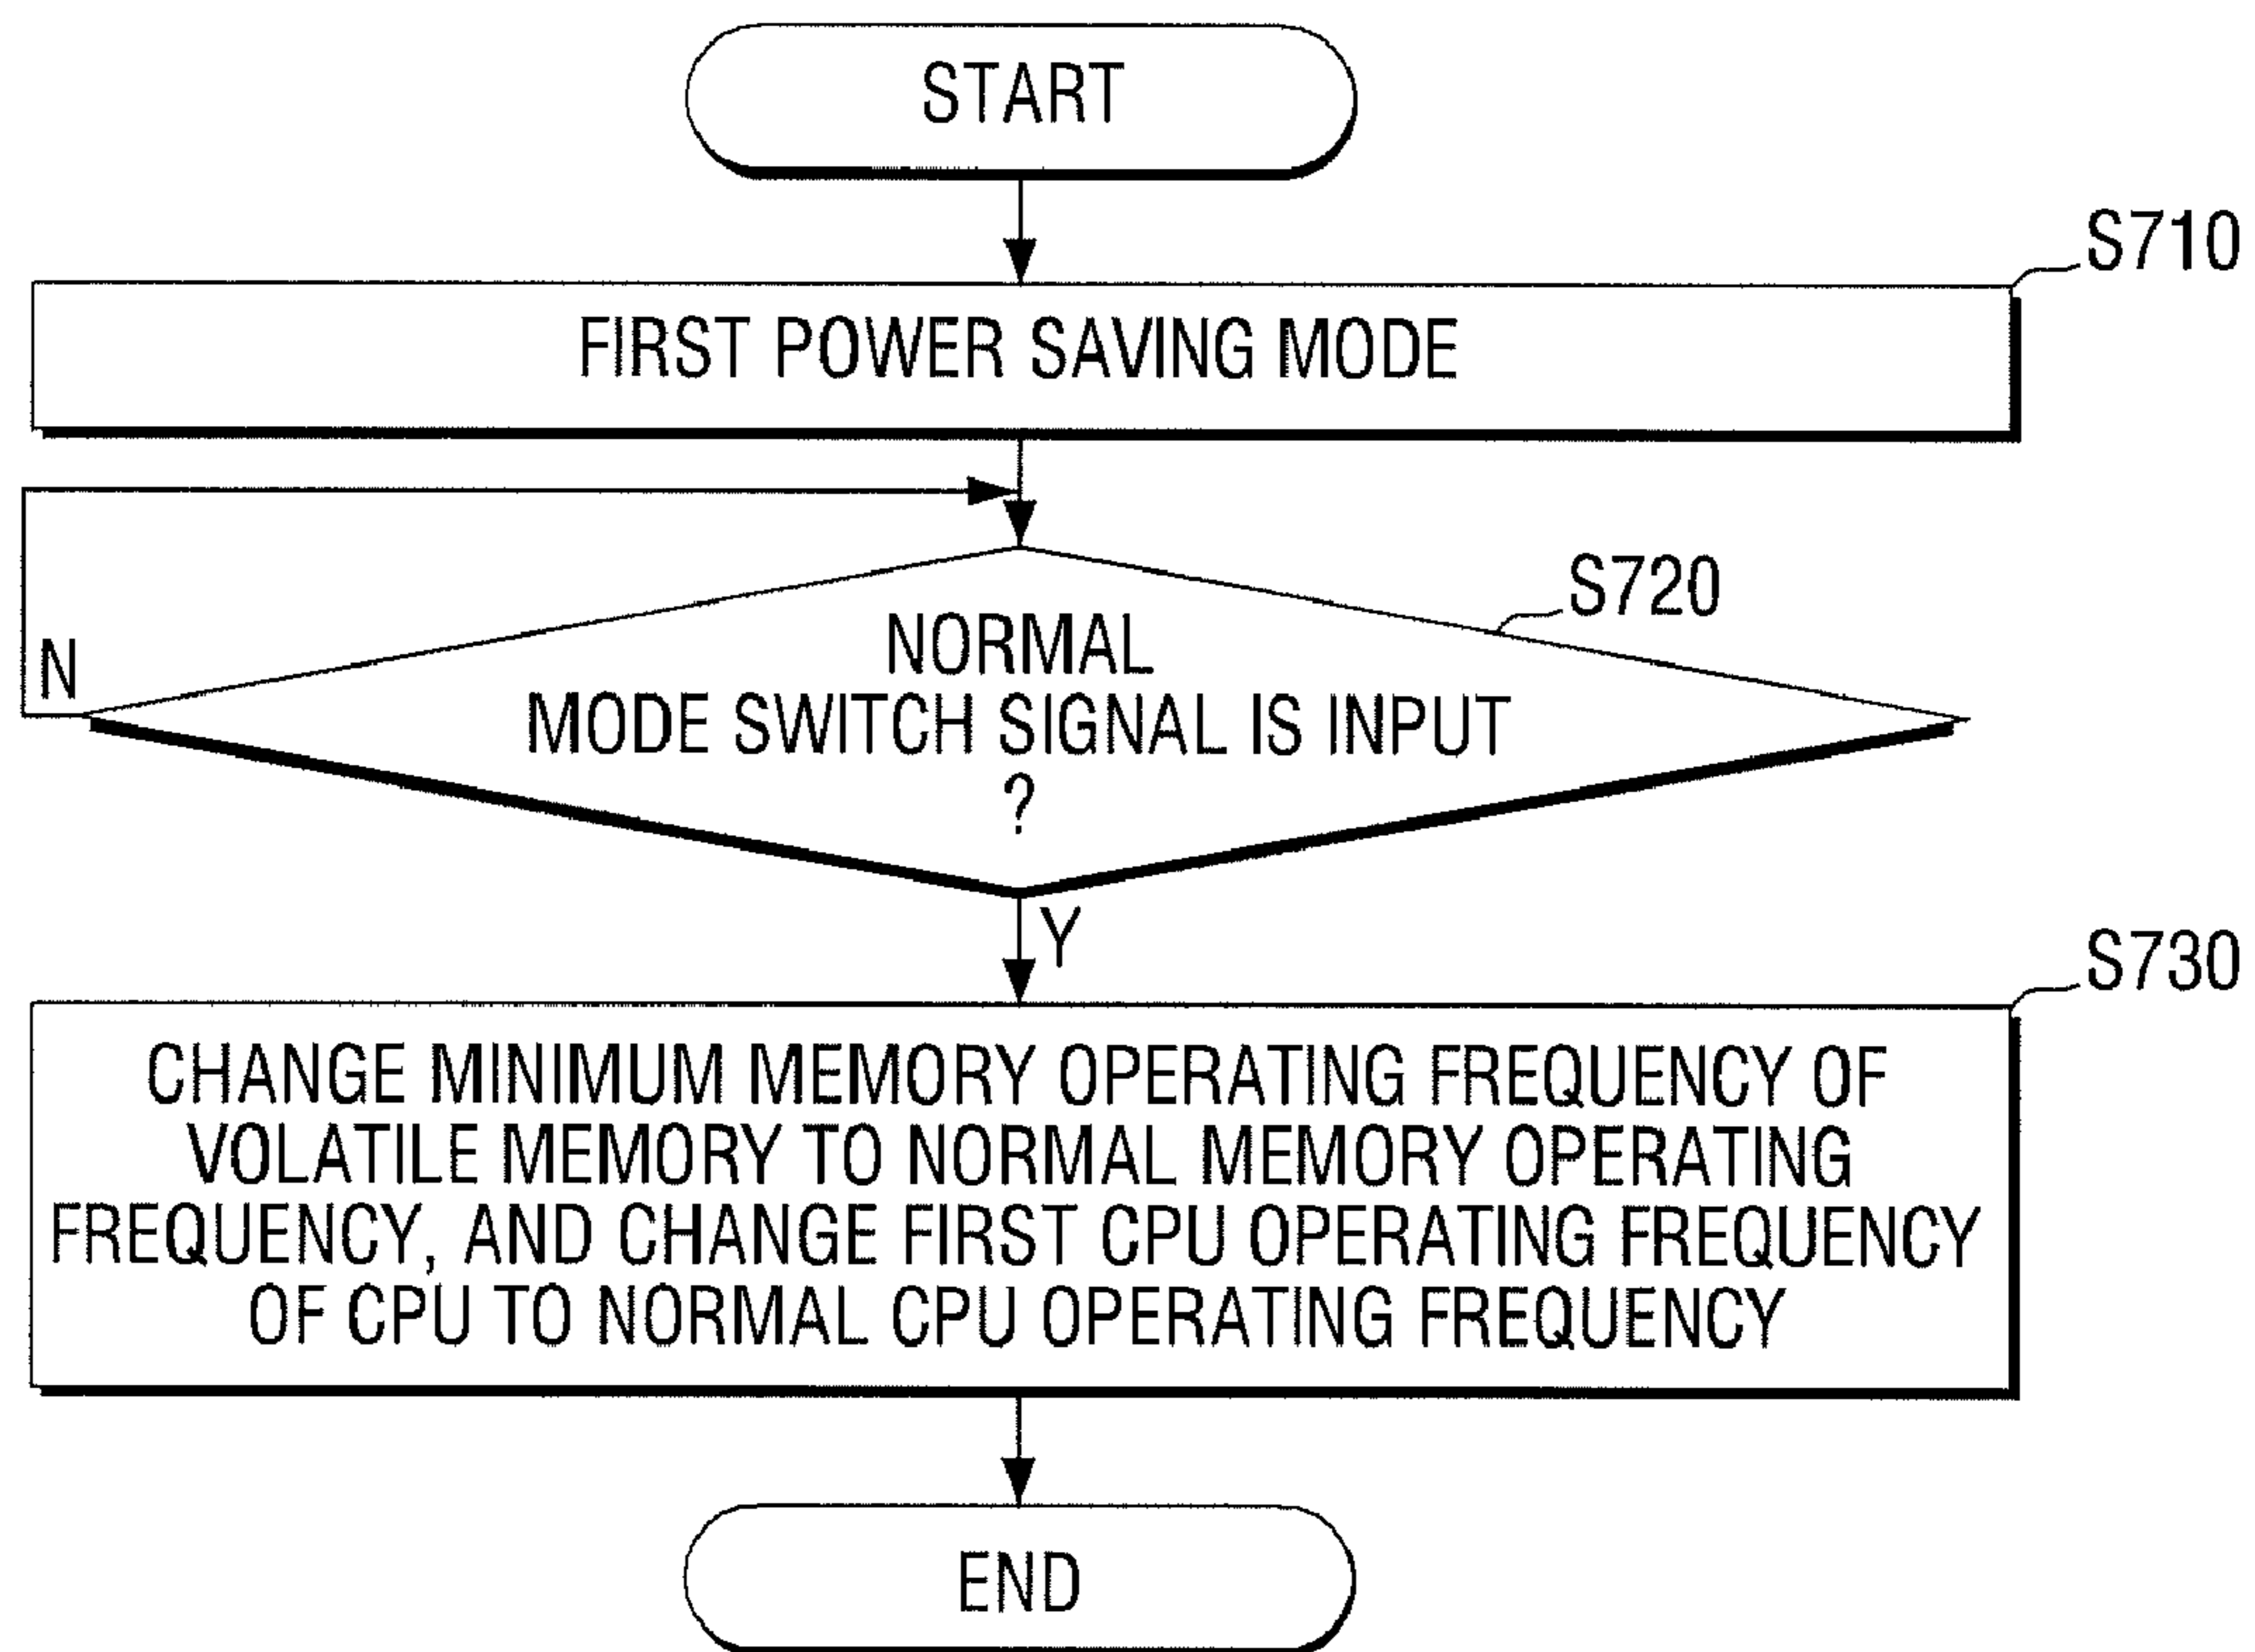 START
S710
FIRST POWER SAVING MODE
S720
NORMAL
MODE SWITCH SIGNAL IS INPUT
?
N
Y
S730
CHANGE MINIMUM MEMORY OPERATING FREQUENCY OF
VOLATILE MEMORY TO NORMAL MEMORY OPERATING
FREQUENCY, AND CHANGE FIRST CPU OPERATING FREQUENCY
OF CPU TO NORMAL CPU OPERATING FREQUENCY
END